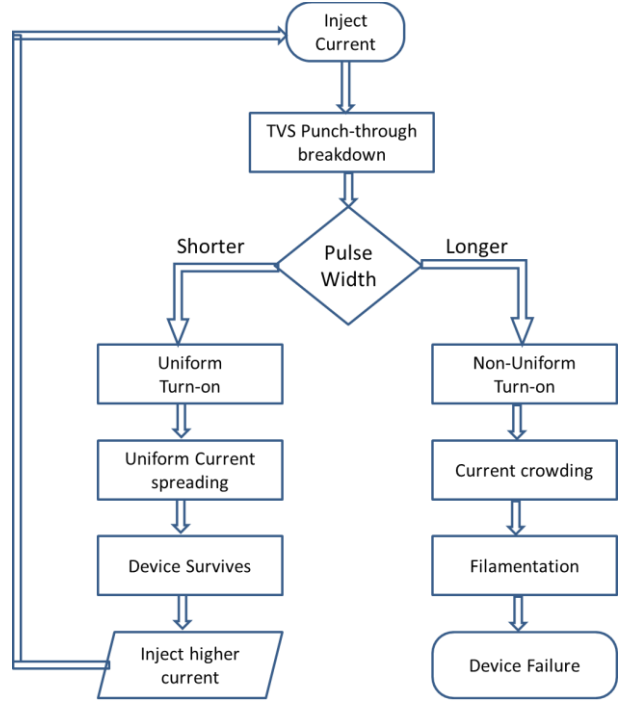 Inject
Current
TVS Punch-through
breakdown
Shorter
Pulse
Width
Longer
Uniform
Turn-on
Non-Uniform
Turn-on
Uniform Current
spreading
Current crowding
Device Survives
Filamentation
Inject higher
current
Device Failure